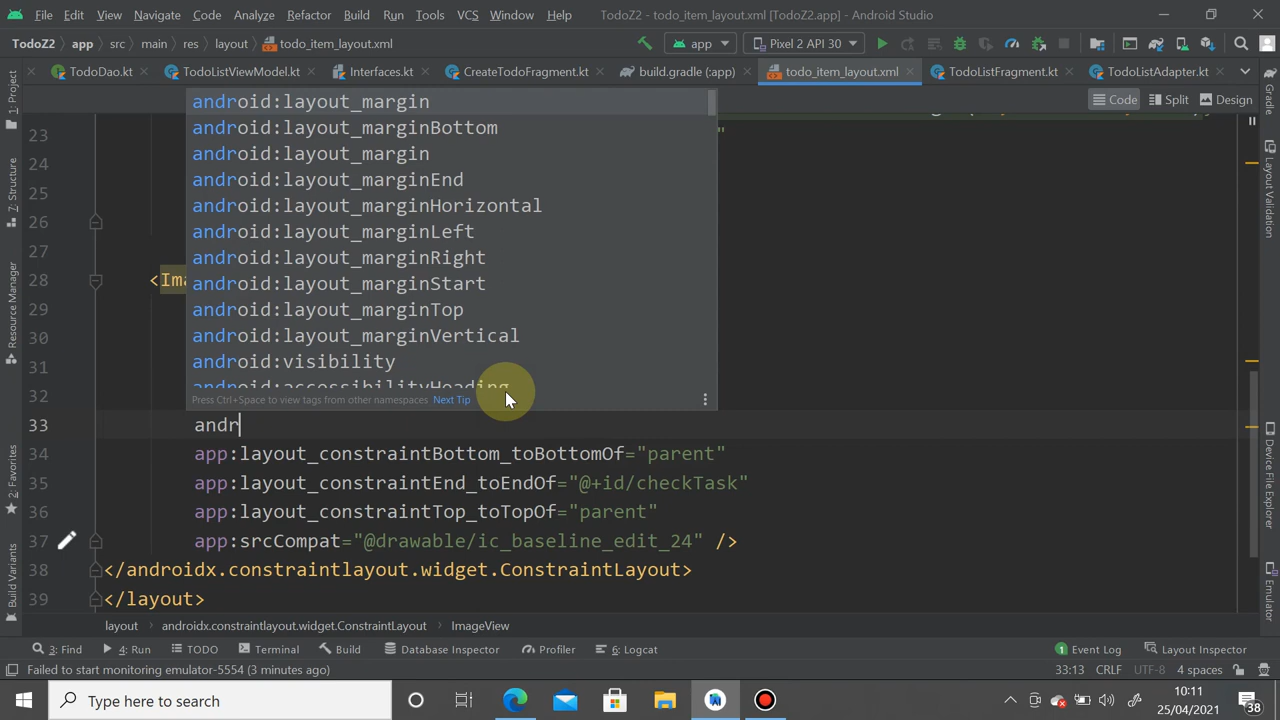 File Edit View Navigate Code Analyze Refactor Build Run Tools VCS Window Help TodoZ2 - todo_item_layout.xml [TodoZ2.app] - Android Studio
TodoZ2 app src main res layout todo_item_layout.xml app Pixel 2 API 30
TodoDao.kt TodoListViewModel.kt Interfaces.kt CreateTodoFragment.kt build.gradle (:app) todo_item_layout.xml TodoListFragment.kt TodoListAdapter.kt
Code Split Design
android:layout_margin
23 android:layout_marginBottom "
24 android:layout_margin
25 android:layout_marginEnd
26 android:layout_marginHorizontal
27 android:layout_marginLeft
android:layout_marginRight
28 <Ima android:layout_marginStart
29 android:layout_marginTop
30 android:layout_marginVertical
31 android:visibility
32 android:accessibilityHeading
Press Ctrl+Space to view tags from other namespaces Next Tip
33 andr
34 app:layout_constraintBottom_toBottomOf="parent"
35 app:layout_constraintEnd_toEndOf="@+id/checkTask"
36 app:layout_constraintTop_toTopOf="parent"
37 app:srcCompat="@drawable/ic_baseline_edit_24" />
38 </androidx.constraintlayout.widget.ConstraintLayout>
39 </layout>
layout androidx.constraintlayout.widget.ConstraintLayout ImageView
3: Find 4: Run TODO Terminal Build Database Inspector Profiler 6: Logcat 1 Event Log Layout Inspector
Failed to start monitoring emulator-5554 (3 minutes ago) 33:13 CRLF UTF-8 4 spaces
Type here to search 10:11
25/04/2021 38
1: Project
7: Structure
Resource Manager
2: Favorites
Build Variants
Gradle
Layout Validation
Device File Explorer
Emulator